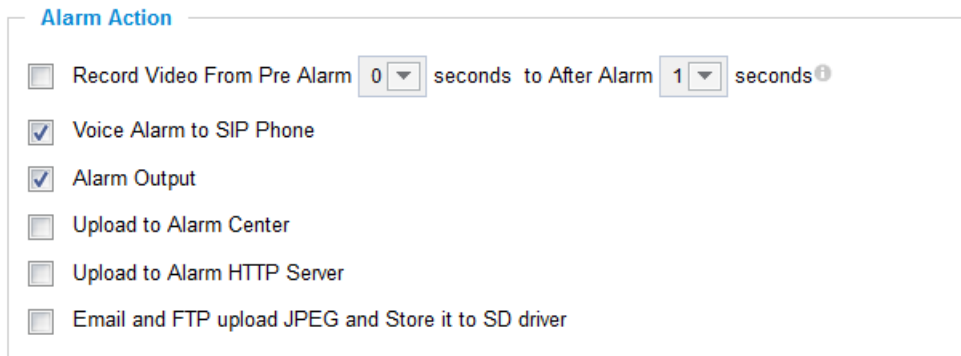 Alarm Action
Record Video From Pre Alarm 0 seconds to After Alarm 1 seconds
Voice Alarm to SIP Phone
Alarm Output
Upload to Alarm Center
Upload to Alarm HTTP Server
Email and FTP upload JPEG and Store it to SD driver